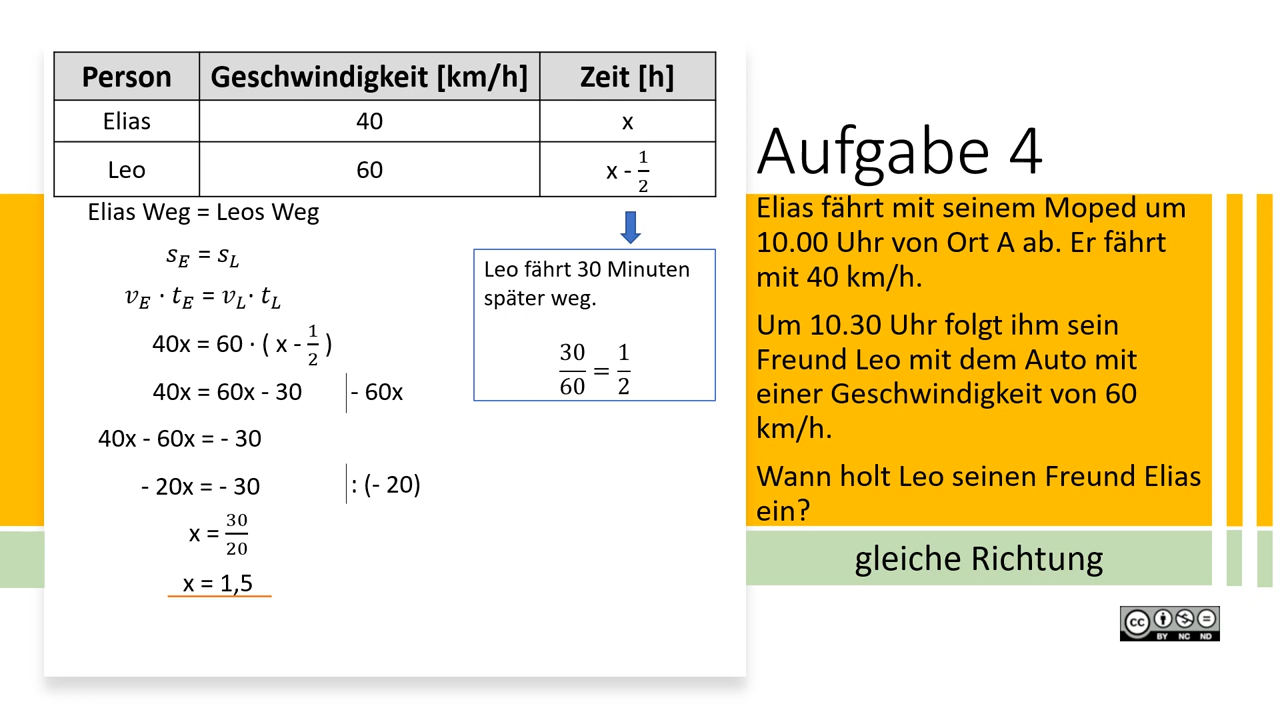 Person Geschwindigkeit [km/h] Zeit [h]
Elias 40 x
Leo 60 x - 1/2
Elias Weg = Leos Weg
s_E = s_L
v_E · t_E = v_L · t_L
40x = 60 · ( x - 1/2 )
40x = 60x - 30 | - 60x
40x - 60x = - 30
- 20x = - 30 | : (- 20)
x = 30/20
x = 1,5
Leo fährt 30 Minuten
später weg.
30/60 = 1/2
Aufgabe 4
Elias fährt mit seinem Moped um
10.00 Uhr von Ort A ab. Er fährt
mit 40 km/h.
Um 10.30 Uhr folgt ihm sein
Freund Leo mit dem Auto mit
einer Geschwindigkeit von 60
km/h.
Wann holt Leo seinen Freund Elias
ein?
gleiche Richtung
cc
BY NC ND